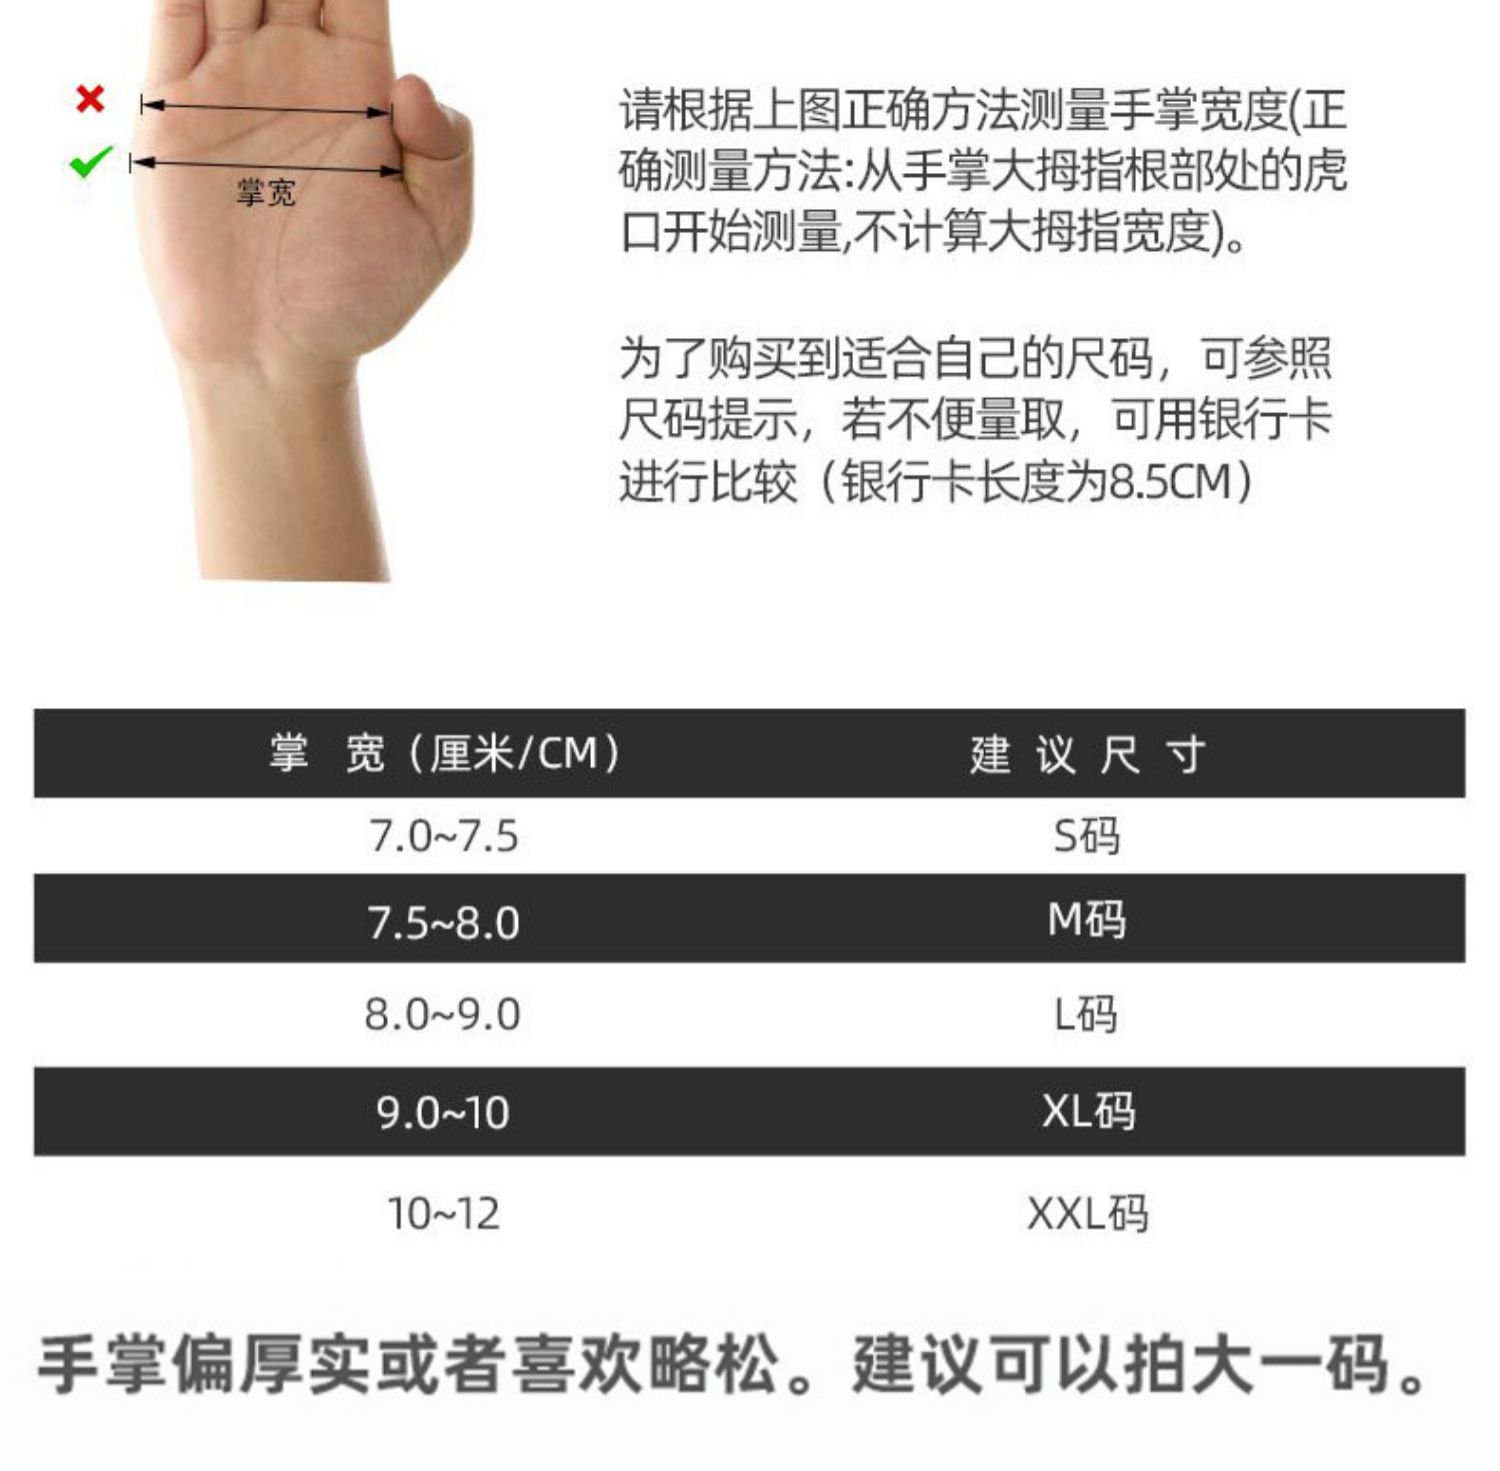 掌宽
请根据上图正确方法测量手掌宽度(正
确测量方法:从手掌大拇指根部处的虎
口开始测量,不计算大拇指宽度)。
为了购买到适合自己的尺码，可参照
尺码提示，若不便量取，可用银行卡
进行比较（银行卡长度为8.5CM）
掌 宽（厘米/CM） 建 议 尺 寸
7.0~7.5 S码
7.5~8.0 M码
8.0~9.0 L码
9.0~10 XL码
10~12 XXL码
手掌偏厚实或者喜欢略松。建议可以拍大一码。